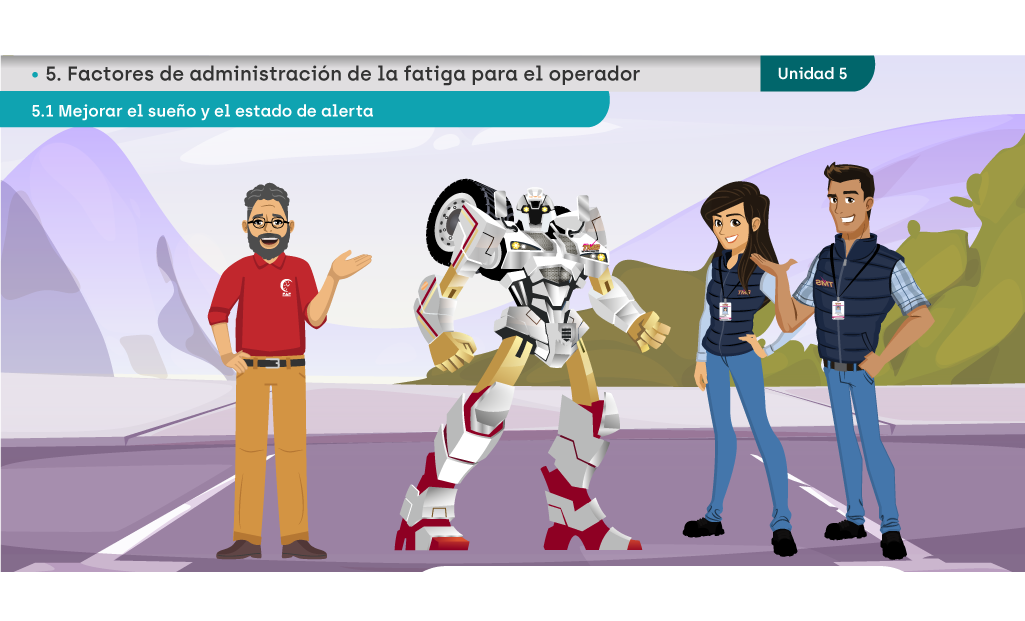 • 5. Factores de administración de la fatiga para el operador
Unidad 5
5.1 Mejorar el sueño y el estado de alerta